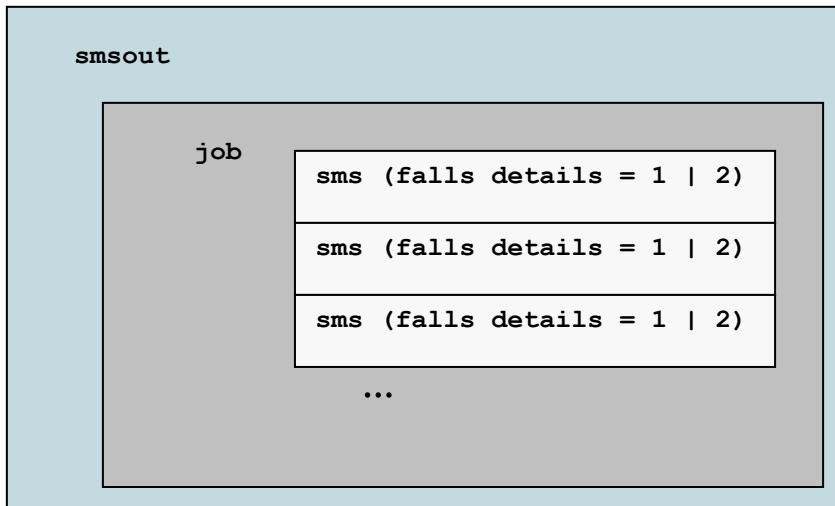 smsout
job
sms (falls details = 1 | 2)
sms (falls details = 1 | 2)
sms (falls details = 1 | 2)
...